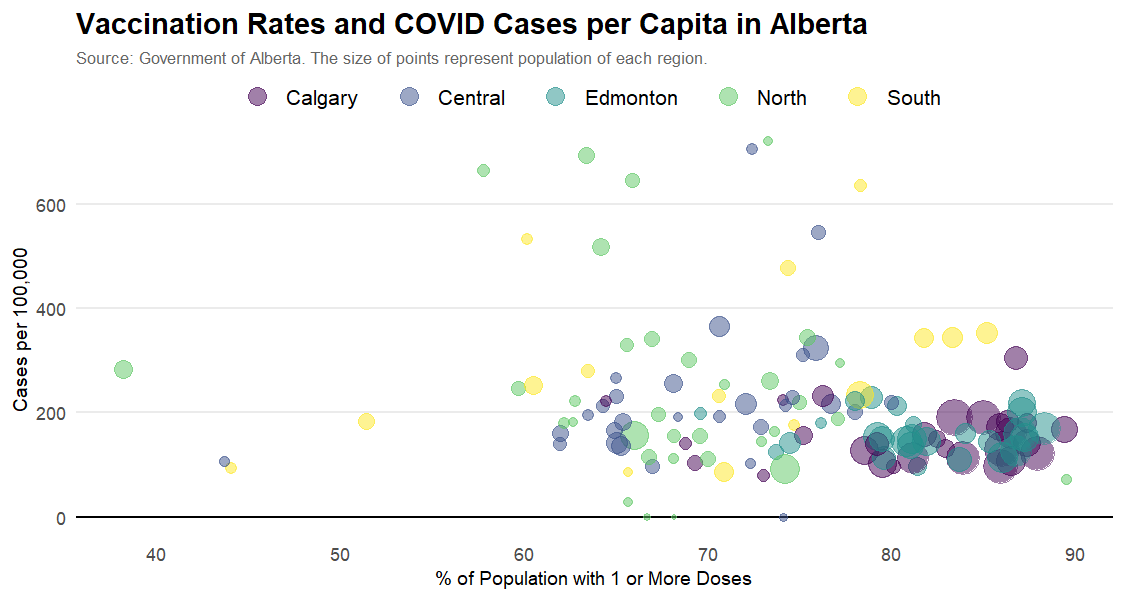 Vaccination Rates and COVID Cases per Capita in Alberta
Source: Government of Alberta. The size of points represent population of each region.
Calgary Central Edmonton North South
Cases per 100,000
600
400
200
0
40 50 60 70 80 90
% of Population with 1 or More Doses